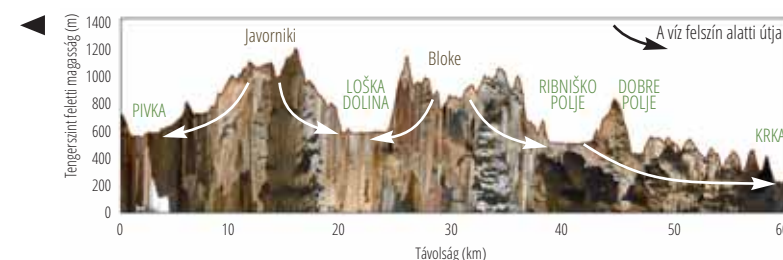 Tengerszint feletti magasság (m)
1400
1200
1000
800
600
400
200
0
Javorniki
Bloke
A víz felszín alatti útja
PIVKA
LOŠKA
DOLINA
RIBNIŠKO
POLJE
DOBRE
POLJE
KRKA
0
10
20
30
40
50
60
Távolság (km)